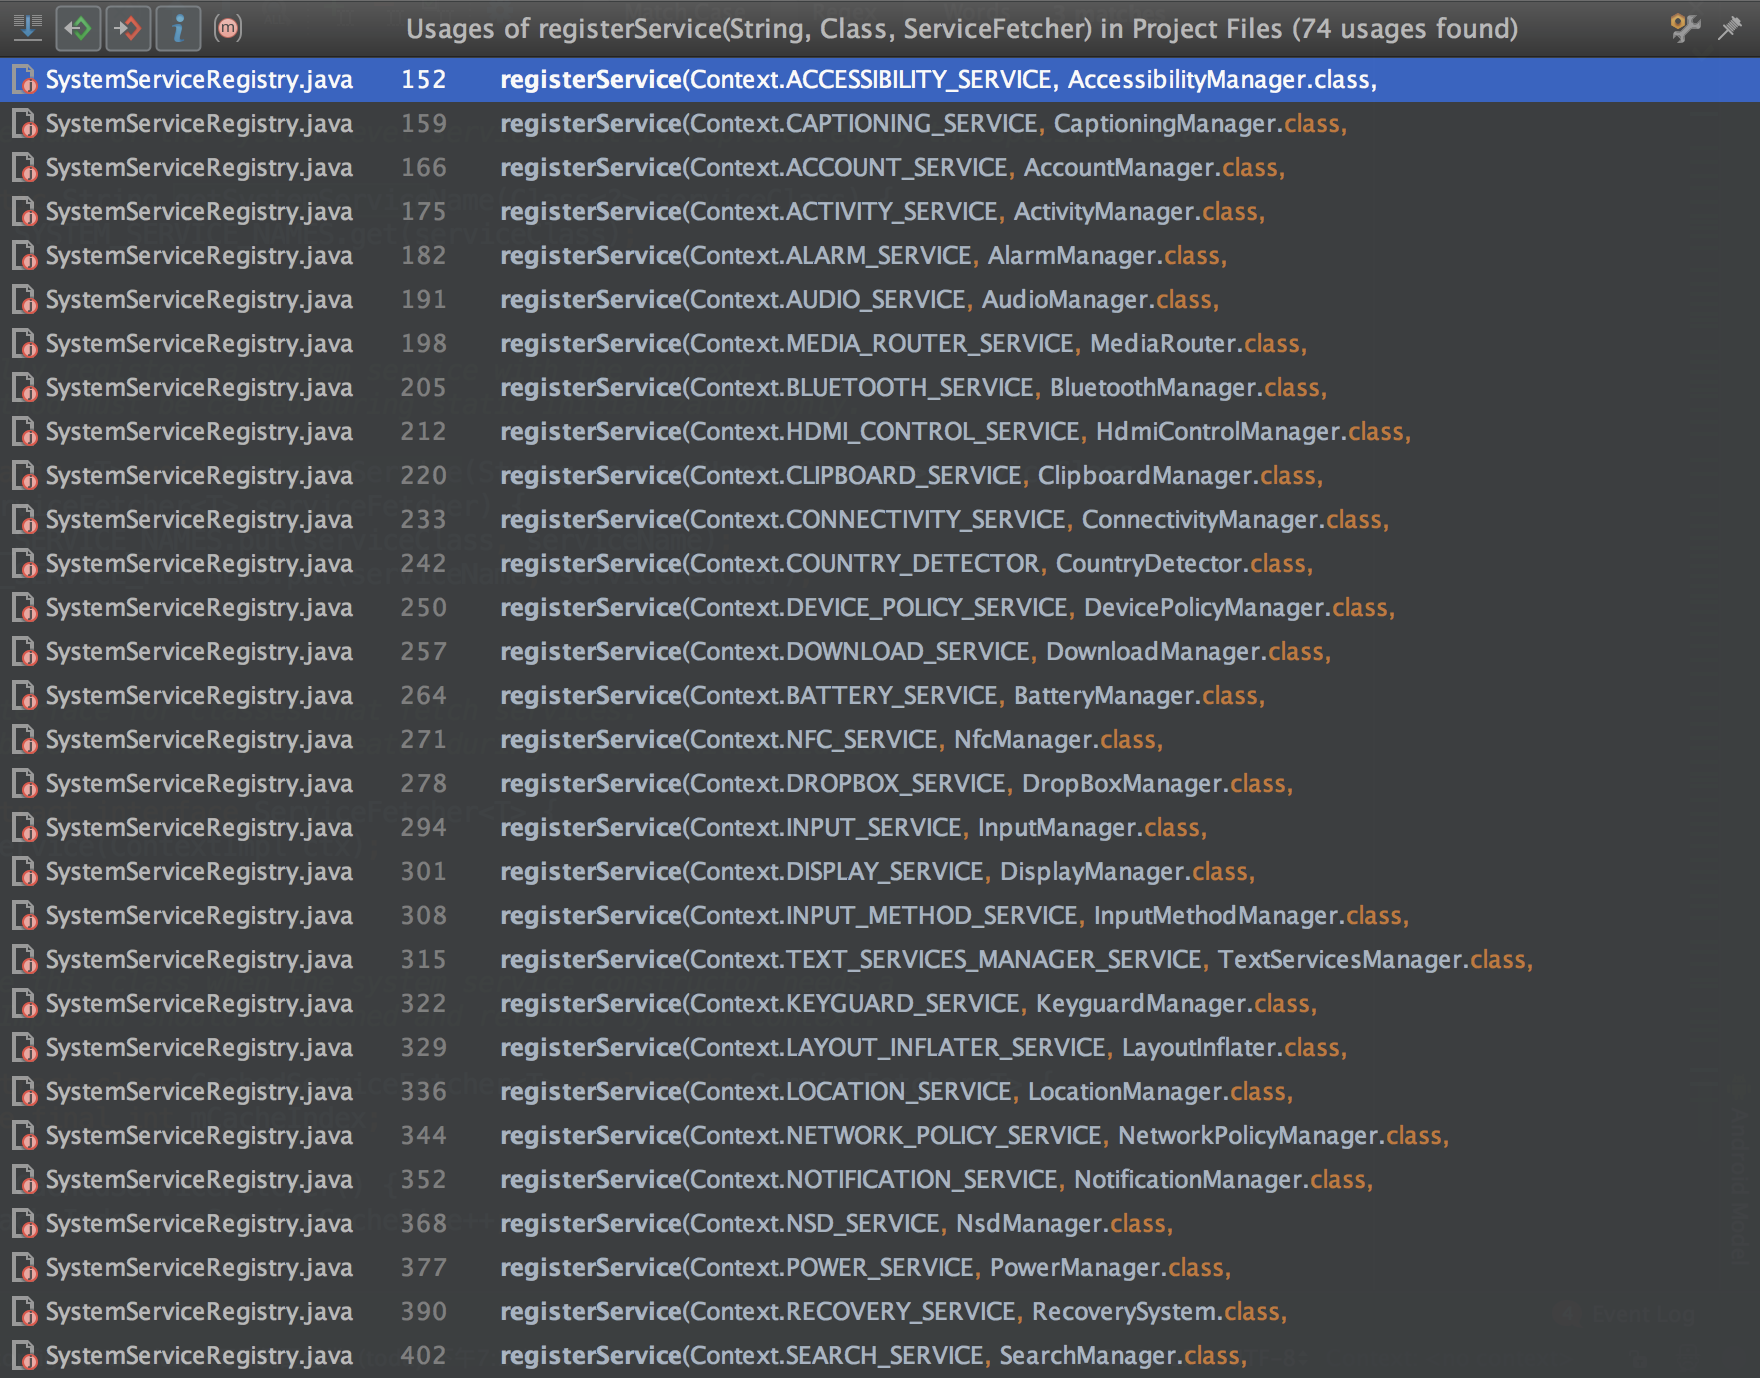 Usages of registerService(String, Class, ServiceFetcher) in Project Files (74 usages found)
SystemServiceRegistry.java 152 registerService(Context.ACCESSIBILITY_SERVICE, AccessibilityManager.class,
SystemServiceRegistry.java 159 registerService(Context.CAPTIONING_SERVICE, CaptioningManager.class,
SystemServiceRegistry.java 166 registerService(Context.ACCOUNT_SERVICE, AccountManager.class,
SystemServiceRegistry.java 175 registerService(Context.ACTIVITY_SERVICE, ActivityManager.class,
SystemServiceRegistry.java 182 registerService(Context.ALARM_SERVICE, AlarmManager.class,
SystemServiceRegistry.java 191 registerService(Context.AUDIO_SERVICE, AudioManager.class,
SystemServiceRegistry.java 198 registerService(Context.MEDIA_ROUTER_SERVICE, MediaRouter.class,
SystemServiceRegistry.java 205 registerService(Context.BLUETOOTH_SERVICE, BluetoothManager.class,
SystemServiceRegistry.java 212 registerService(Context.HDMI_CONTROL_SERVICE, HdmiControlManager.class,
SystemServiceRegistry.java 220 registerService(Context.CLIPBOARD_SERVICE, ClipboardManager.class,
SystemServiceRegistry.java 233 registerService(Context.CONNECTIVITY_SERVICE, ConnectivityManager.class,
SystemServiceRegistry.java 242 registerService(Context.COUNTRY_DETECTOR, CountryDetector.class,
SystemServiceRegistry.java 250 registerService(Context.DEVICE_POLICY_SERVICE, DevicePolicyManager.class,
SystemServiceRegistry.java 257 registerService(Context.DOWNLOAD_SERVICE, DownloadManager.class,
SystemServiceRegistry.java 264 registerService(Context.BATTERY_SERVICE, BatteryManager.class,
SystemServiceRegistry.java 271 registerService(Context.NFC_SERVICE, NfcManager.class,
SystemServiceRegistry.java 278 registerService(Context.DROPBOX_SERVICE, DropBoxManager.class,
SystemServiceRegistry.java 294 registerService(Context.INPUT_SERVICE, InputManager.class,
SystemServiceRegistry.java 301 registerService(Context.DISPLAY_SERVICE, DisplayManager.class,
SystemServiceRegistry.java 308 registerService(Context.INPUT_METHOD_SERVICE, InputMethodManager.class,
SystemServiceRegistry.java 315 registerService(Context.TEXT_SERVICES_MANAGER_SERVICE, TextServicesManager.class,
SystemServiceRegistry.java 322 registerService(Context.KEYGUARD_SERVICE, KeyguardManager.class,
SystemServiceRegistry.java 329 registerService(Context.LAYOUT_INFLATER_SERVICE, LayoutInflater.class,
SystemServiceRegistry.java 336 registerService(Context.LOCATION_SERVICE, LocationManager.class,
SystemServiceRegistry.java 344 registerService(Context.NETWORK_POLICY_SERVICE, NetworkPolicyManager.class,
SystemServiceRegistry.java 352 registerService(Context.NOTIFICATION_SERVICE, NotificationManager.class,
SystemServiceRegistry.java 368 registerService(Context.NSD_SERVICE, NsdManager.class,
SystemServiceRegistry.java 377 registerService(Context.POWER_SERVICE, PowerManager.class,
SystemServiceRegistry.java 390 registerService(Context.RECOVERY_SERVICE, RecoverySystem.class,
Event Log
SystemServiceRegistry.java 402 registerService(Context.SEARCH_SERVICE, SearchManager.class,
Android Model